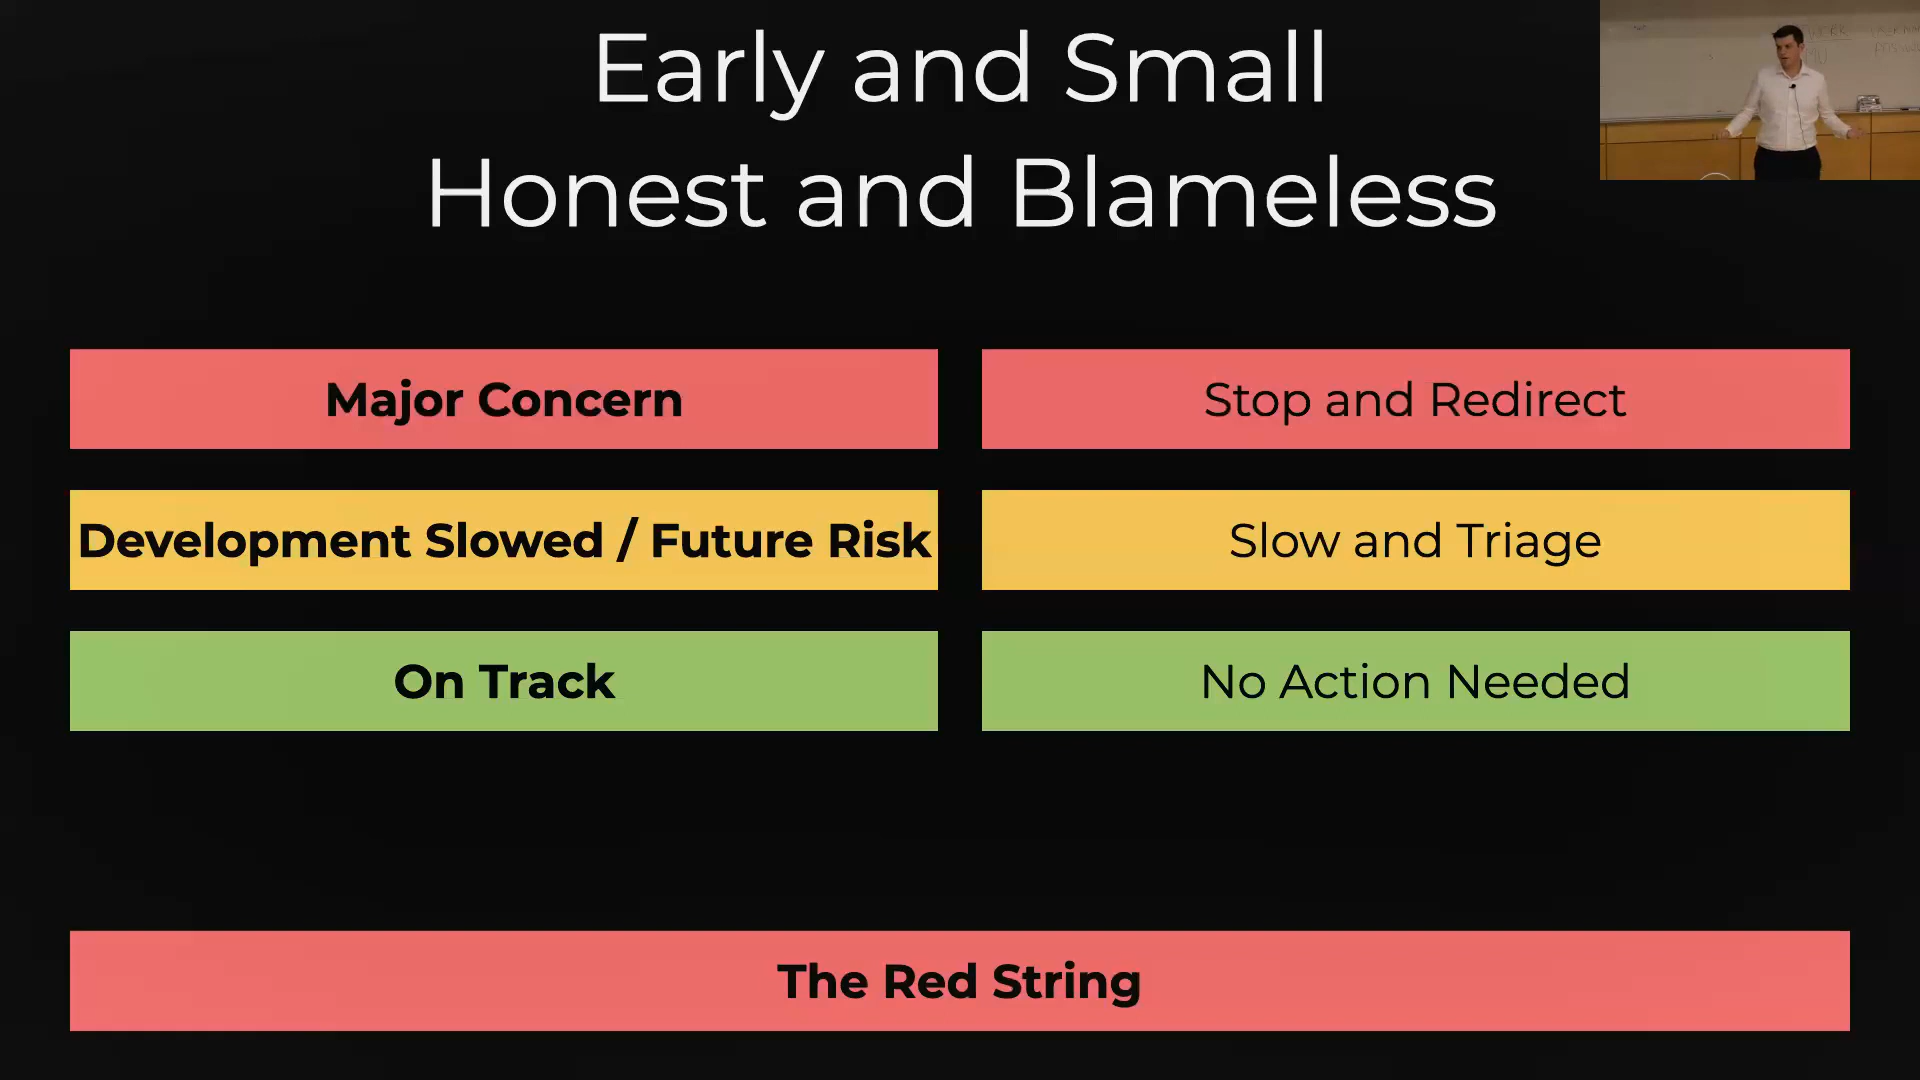 Early and Small
Honest and Blameless
Major Concern
Stop and Redirect
Development Slowed / Future Risk
Slow and Triage
On Track
No Action Needed
The Red String